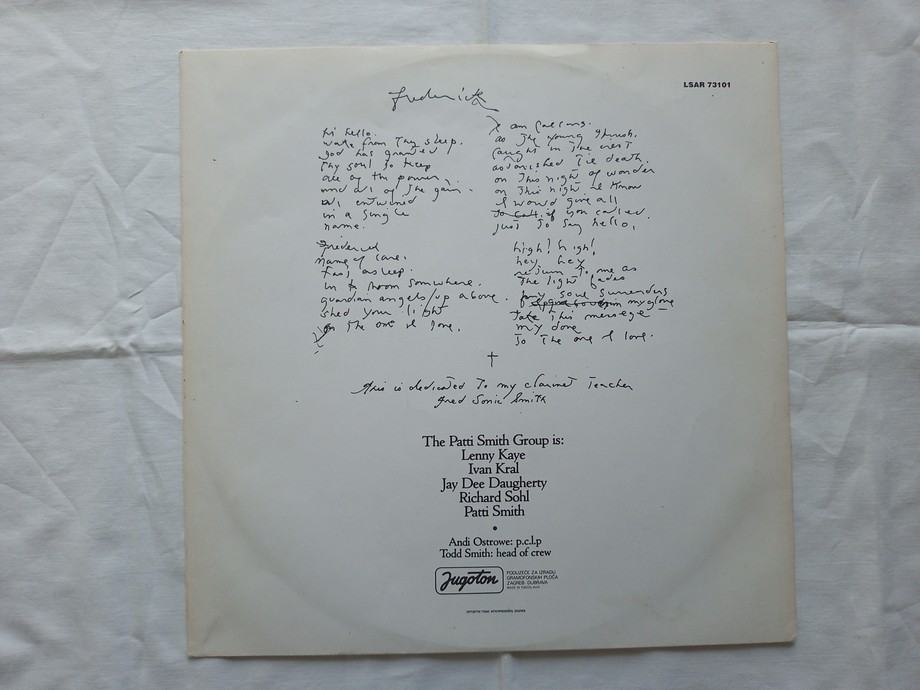 LSAR 73101
Frederick
hi hello.
wake from Thy sleep.
God has granted
Thy soul to keep
all of the power
and all of the gain.
all entwined
in a single
name.
Frederick
name of care.
fast asleep.
in a room somewhere.
guardian angels/up above.
shed your light
on the one I love.
I am calling.
as the young thrush.
caught in the crest
astonished til death.
on this night of wonder
on this night. I know
I would give all
if you called.
just to say hello.
high! high!
hey hey
return to me as
the light fades
my soul surrenders
my glove
Take this message
my dove
to the one I love.
†
This is dedicated to my clarinet teacher
Fred Sonic Smith
The Patti Smith Group is:
Lenny Kaye
Ivan Kral
Jay Dee Daugherty
Richard Sohl
Patti Smith
•
Andi Ostrowe: p.c.l.p
Todd Smith: head of crew
Jugoton
PODUZEĆE ZA IZRADU
GRAMOFONSKIH PLOČA
ZAGREB · DUBRAVA
MADE IN YUGOSLAVIA